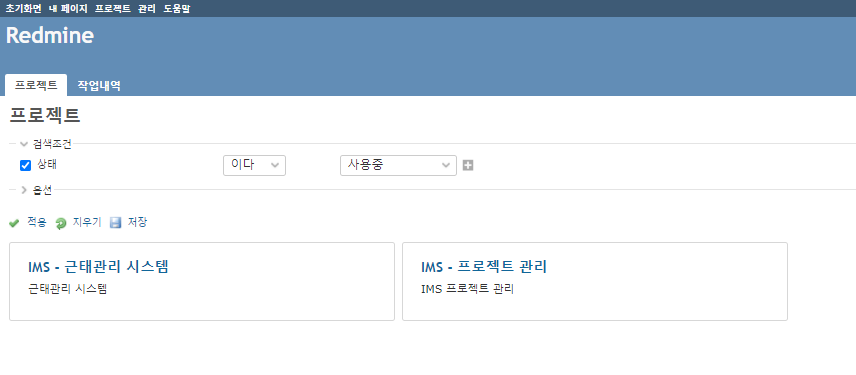 초기화면 내 페이지 프로젝트 관리 도움말
Redmine
프로젝트 작업내역
프로젝트
검색조건
상태 이다 사용중
옵션
적용 지우기 저장
IMS - 근태관리 시스템 IMS - 프로젝트 관리
근태관리 시스템 IMS 프로젝트 관리